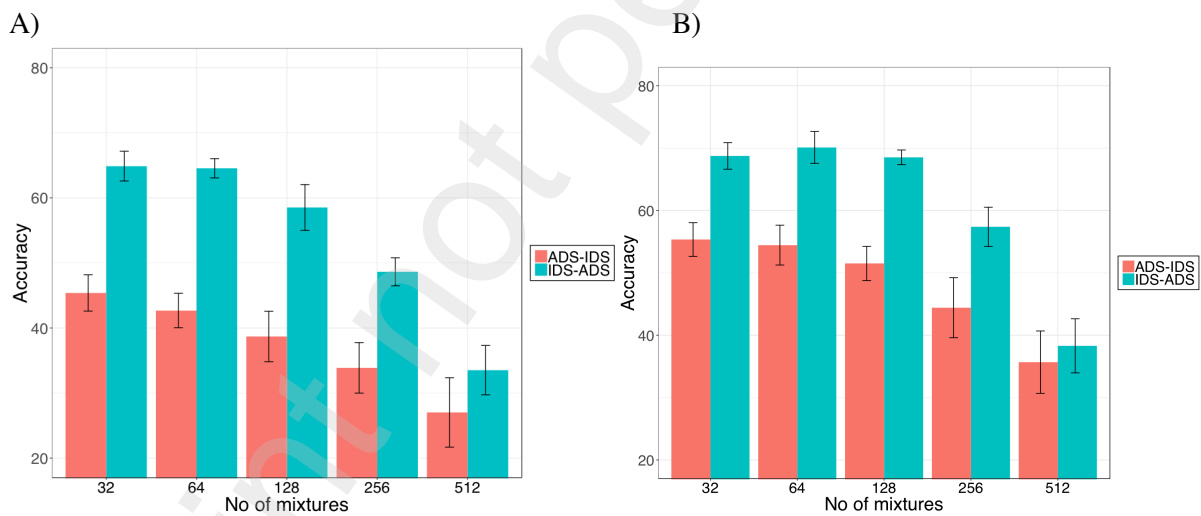 A)
80
60
40
20
Accuracy
32 64 128 256 512
No of mixtures
ADS-IDS
IDS-ADS
B)
80
60
40
20
Accuracy
32 64 128 256 512
No of mixtures
ADS-IDS
IDS-ADS